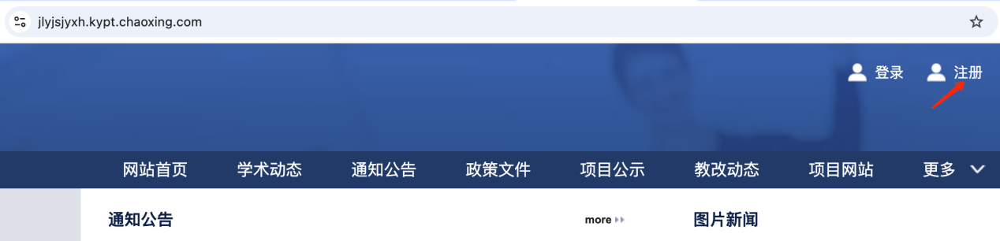 jlyjsjyxh.kypt.chaoxing.com
登录 注册
网站首页 学术动态 通知公告 政策文件 项目公示 教改动态 项目网站 更多
通知公告 more 图片新闻